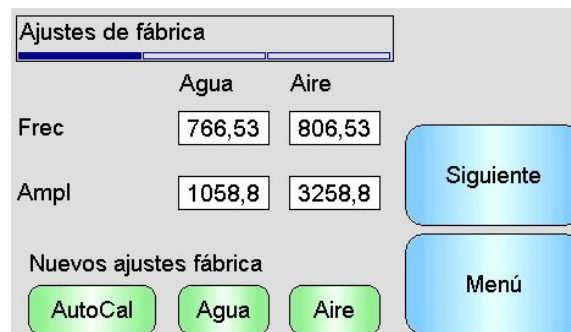 Ajustes de fábrica
Agua Aire
Frec 766,53 806,53
Ampl 1058,8 3258,8
Siguiente
Nuevos ajustes fábrica
AutoCal Agua Aire
Menú